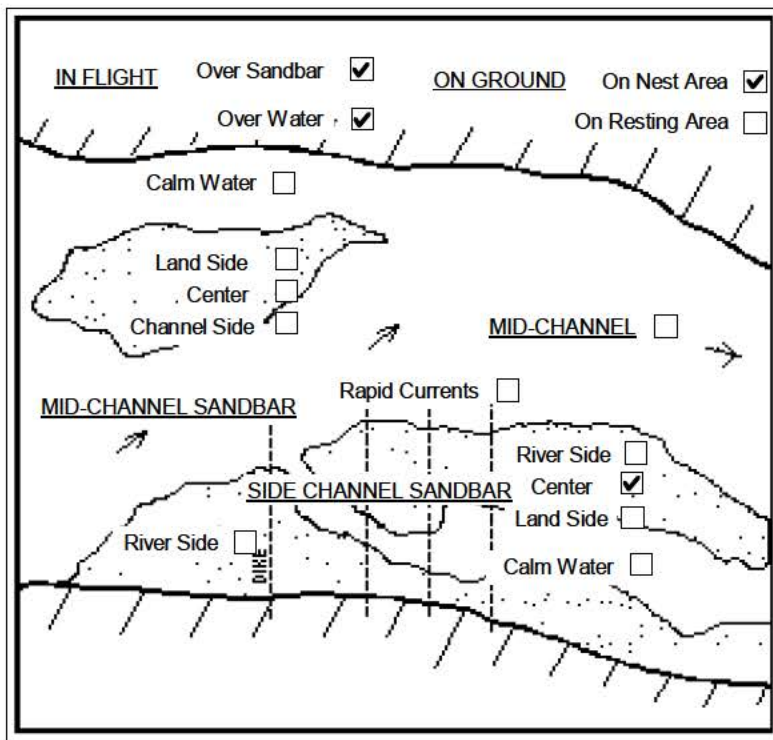 IN FLIGHT Over Sandbar ✔ ON GROUND On Nest Area ✔
Over Water ✔ On Resting Area ☐
Calm Water ☐
Land Side ☐
Center ☐
Channel Side ☐ MID-CHANNEL ☐
Rapid Currents ☐
MID-CHANNEL SANDBAR
River Side ☐
SIDE CHANNEL SANDBAR Center ✔
Land Side ☐
River Side ☐
DIKE
Calm Water ☐